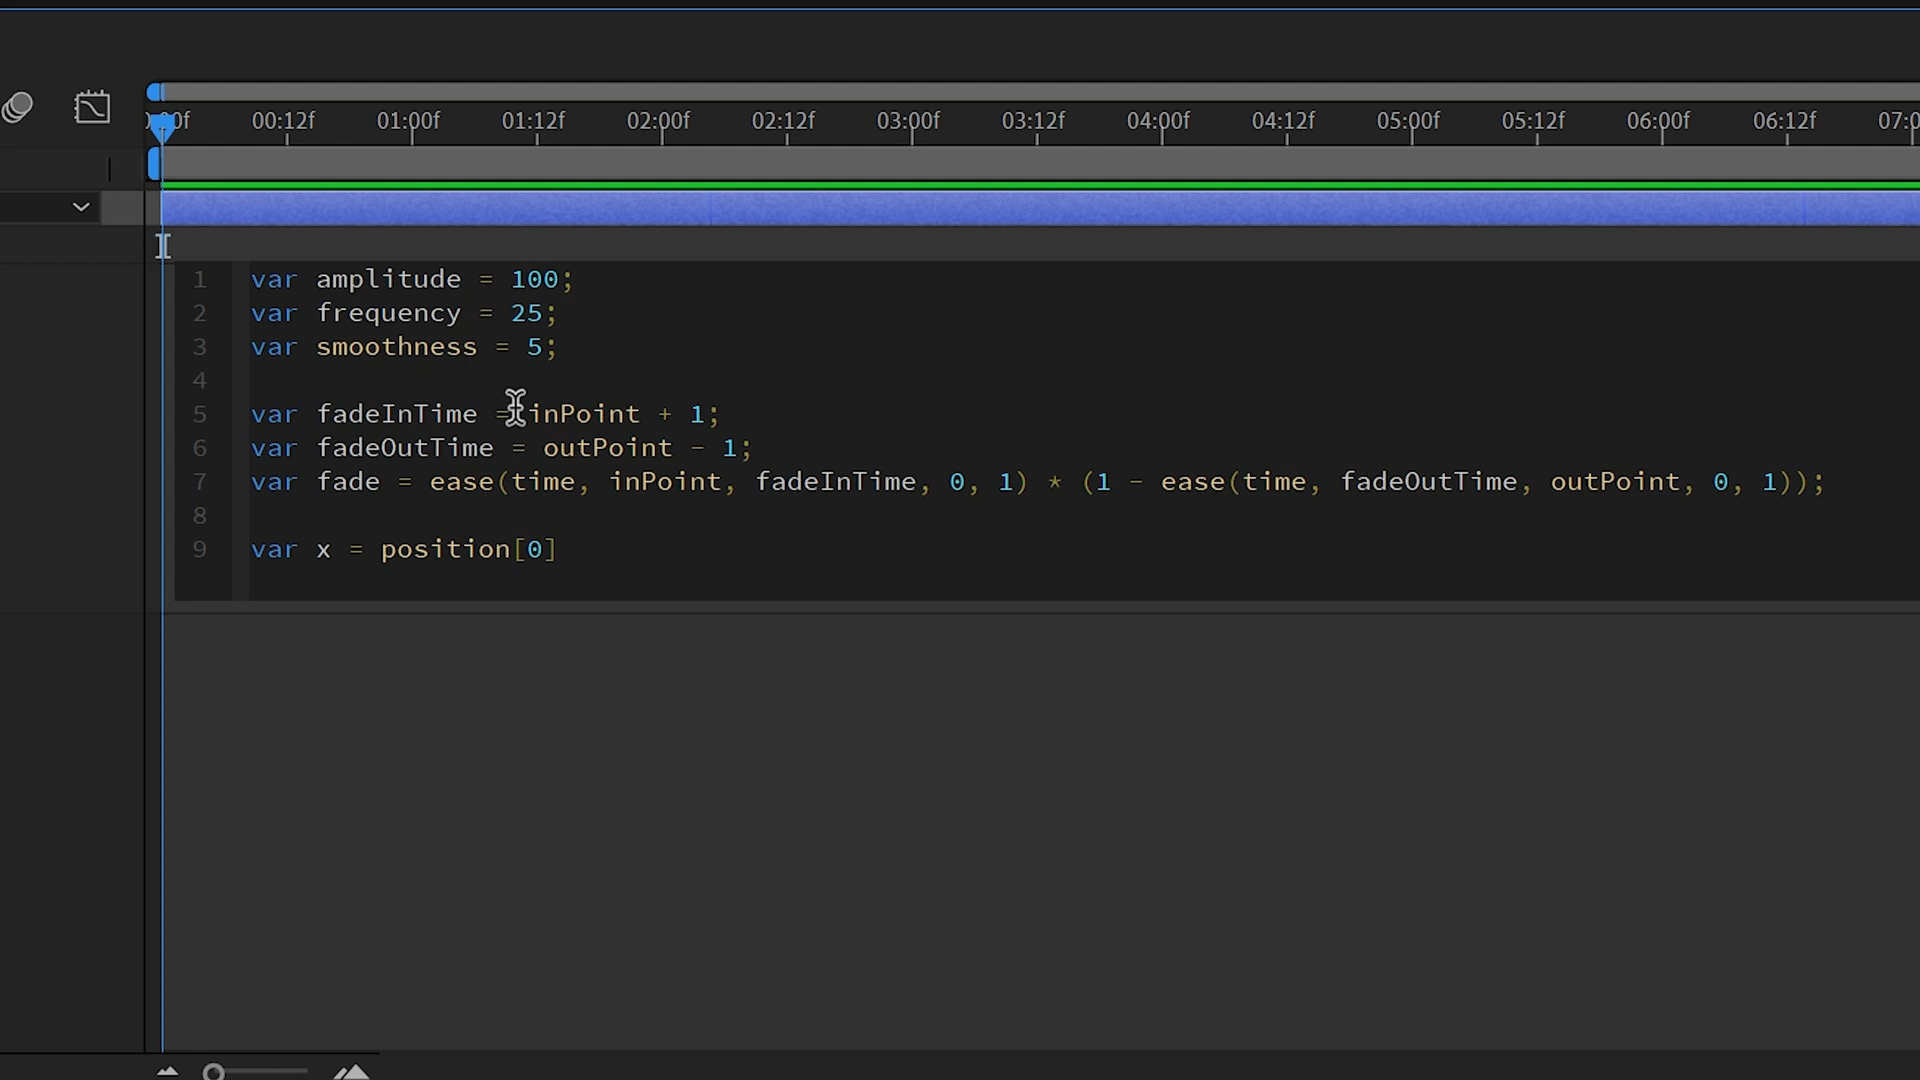 00:12f 01:00f 01:12f 02:00f 02:12f 03:00f 03:12f 04:00f 04:12f 05:00f 05:12f 06:00f 06:12f
1 var amplitude = 100;
2 var frequency = 25;
3 var smoothness = 5;
4
5 var fadeInTime = inPoint + 1;
6 var fadeOutTime = outPoint - 1;
7 var fade = ease(time, inPoint, fadeInTime, 0, 1) * (1 - ease(time, fadeOutTime, outPoint, 0, 1));
8
9 var x = position[0]